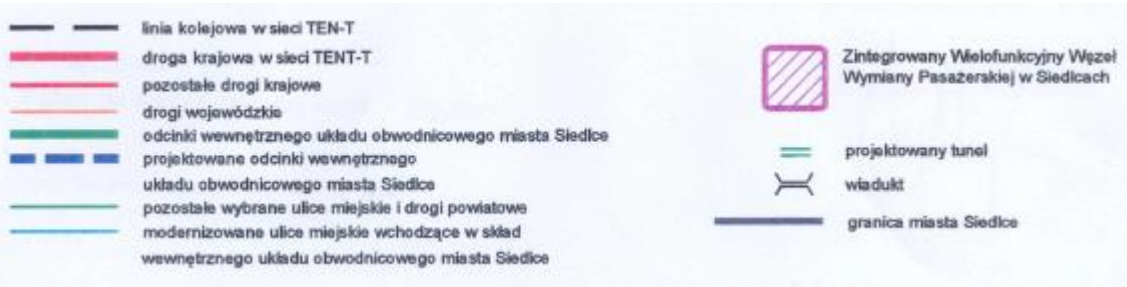 linia kolejowa w sieci TEN-T
droga krajowa w sieci TENT-T
pozostałe drogi krajowe
drogi wojewódzkie
odcinki wewnętrznego układu obwodnicowego miasta Siedlce
projektowane odcinki wewnętrznego
układu obwodnicowego miasta Siedlce
pozostałe wybrane ulice miejskie i drogi powiatowe
modernizowane ulice miejskie wchodzące w skład
wewnętrznego układu obwodnicowego miasta Siedlce
Zintegrowany Wielofunkcyjny Węzeł
Wymiany Pasażerskiej w Siedlcach
projektowany tunel
wiadukt
granica miasta Siedlce